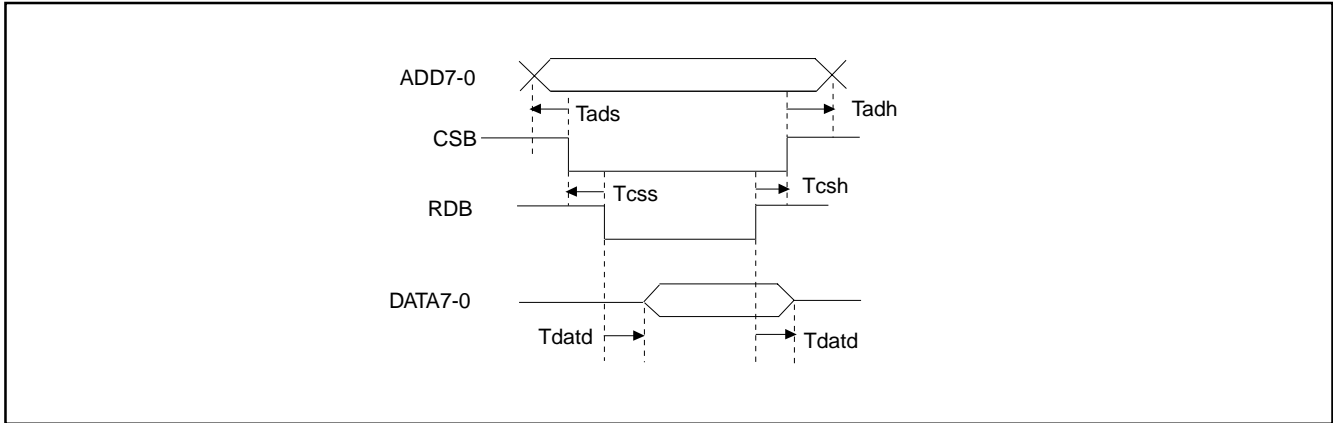 ADD7-0
Tads
Tadh
CSB
Tcss
Tcsh
RDB
DATA7-0
Tdatd
Tdatd